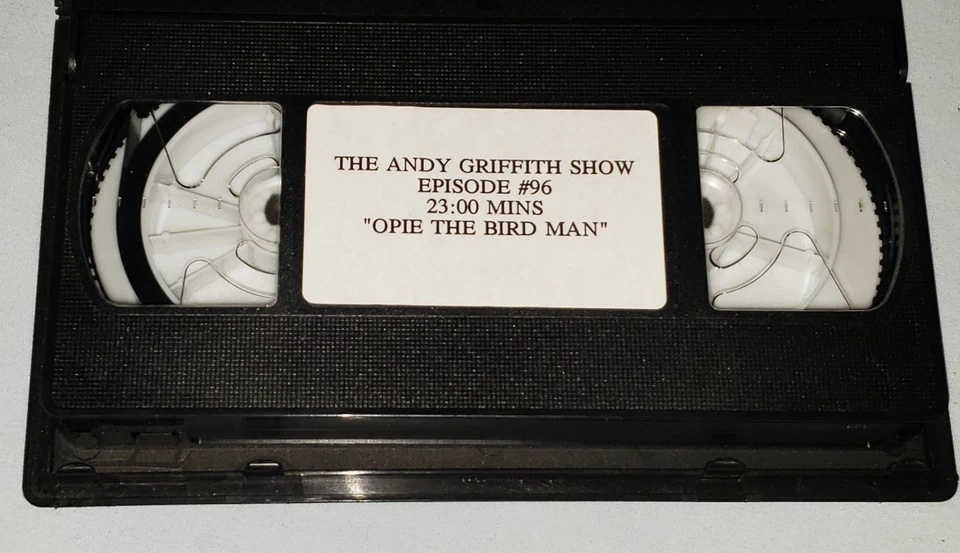 THE ANDY GRIFFITH SHOW
EPISODE #96
23:00 MINS
"OPIE THE BIRD MAN"